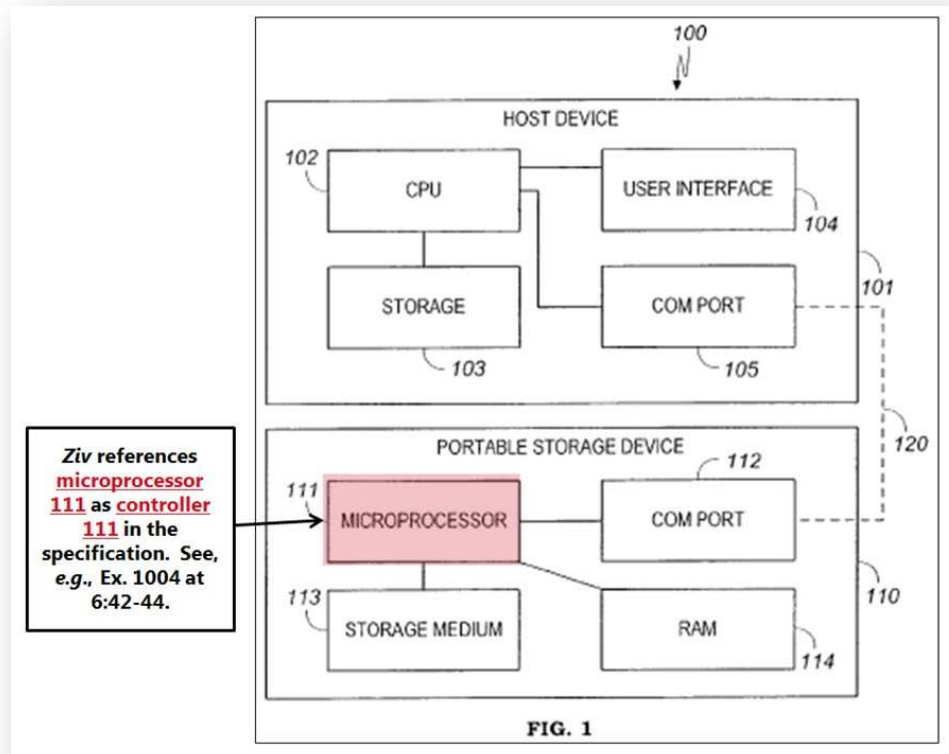 100
HOST DEVICE
102
CPU
USER INTERFACE
104
STORAGE
COM PORT
101
103
105
120
PORTABLE STORAGE DEVICE
112
111
MICROPROCESSOR
COM PORT
110
113
STORAGE MEDIUM
RAM
114
FIG. 1
Ziv references
microprocessor
111 as controller
111 in the
specification. See,
e.g., Ex. 1004 at
6:42-44.